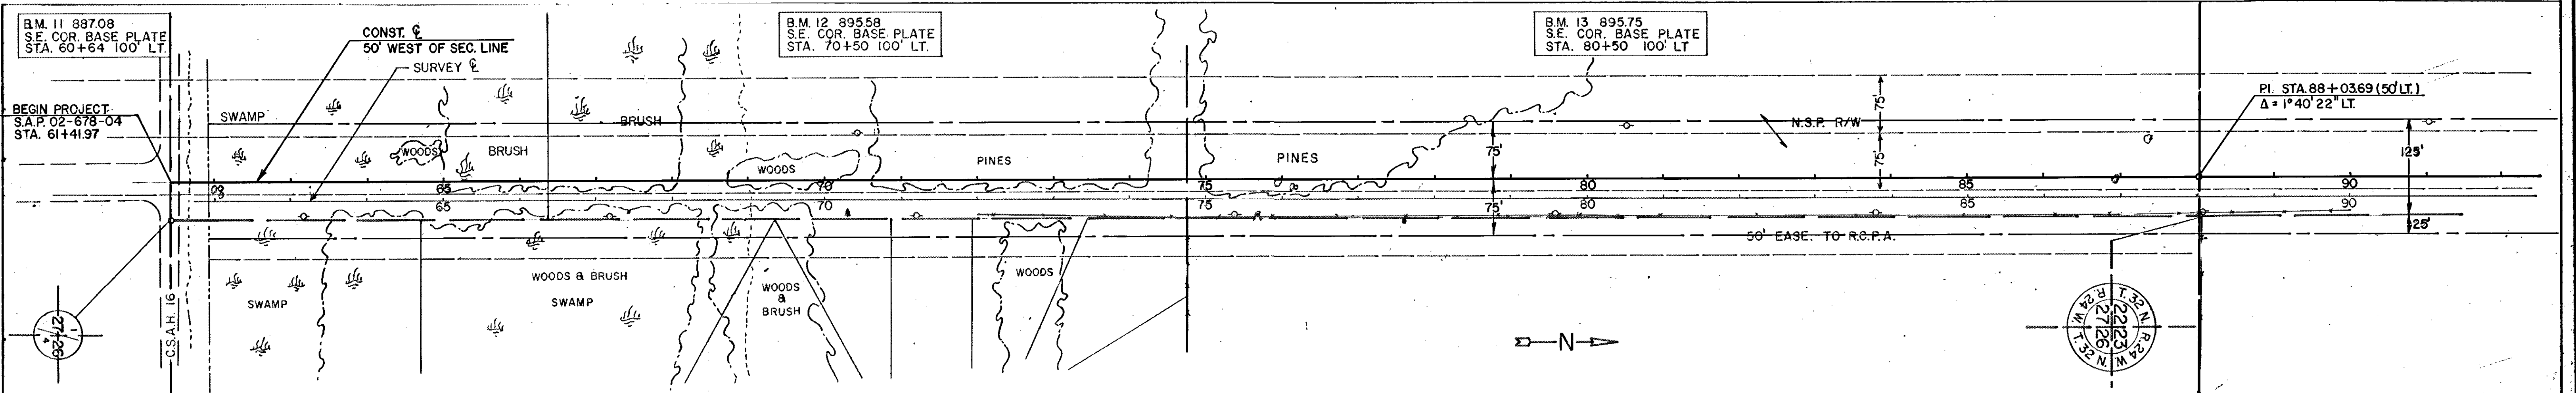 B.M. 11 887.08
S.E. COR. BASE PLATE
STA. 60+64 100' LT.
CONST. ℄
50' WEST OF SEC. LINE
SURVEY ℄
B.M. 12 895.58
S.E. COR. BASE PLATE
STA. 70+50 100' LT.
B.M. 13 895.75
S.E. COR. BASE PLATE
STA. 80+50 100' LT
P.I. STA. 88+03.69 (50' LT.)
Δ = 1° 40' 22" LT.
BEGIN PROJECT
S.A.P. 02-678-04
STA. 61+41.97
SWAMP
BRUSH
WOODS
BRUSH
WOODS
PINES
PINES
N.S.P. R/W
75'
75'
75'
75'
125'
25'
65
70
75
80
85
90
65
70
75
80
85
90
50' EASE. TO R.C.P.A.
SWAMP
WOODS & BRUSH
SWAMP
WOODS
&
BRUSH
WOODS
C.S.A.H. 16
1/4
27 26
N
T. 32 N. R. 24 W.
22 23
27 26
R. 24 W. T. 32 N.